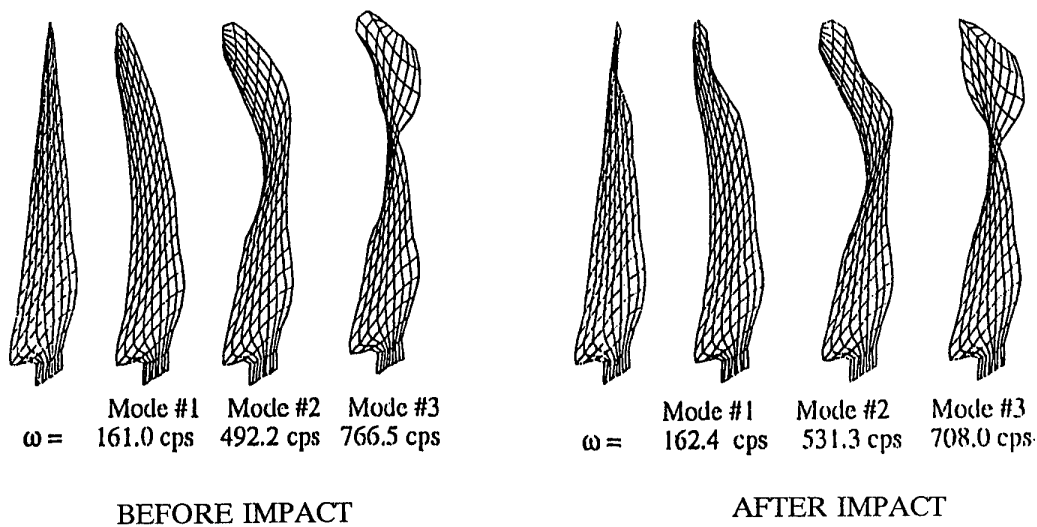 Mode #1 Mode #2 Mode #3
ω = 161.0 cps 492.2 cps 766.5 cps
BEFORE IMPACT
Mode #1 Mode #2 Mode #3
ω = 162.4 cps 531.3 cps 708.0 cps
AFTER IMPACT